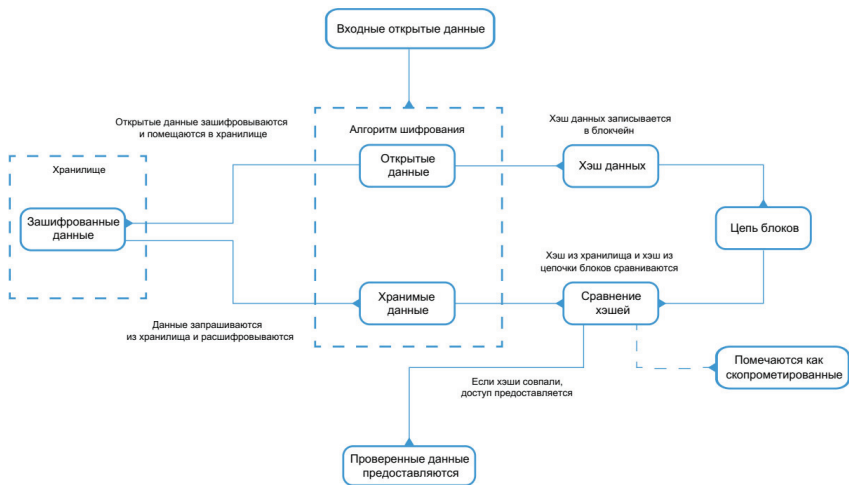 Входные открытые данные
Открытые данные зашифровываются
и помещаются в хранилище
Алгоритм шифрования
Хэш данных записывается
в блокчейн
Хранилище
Открытые
данные
Хэш данных
Зашифрованные
данные
Цепь блоков
Хэш из хранилища и хэш из
цепочки блоков сравниваются
Хранимые
данные
Сравнение
хэшей
Данные запрашиваются
из хранилища и расшифровываются
Помечаются как
скопрометированные
Если хэши совпали,
доступ предоставляется
Проверенные данные
предоставляются